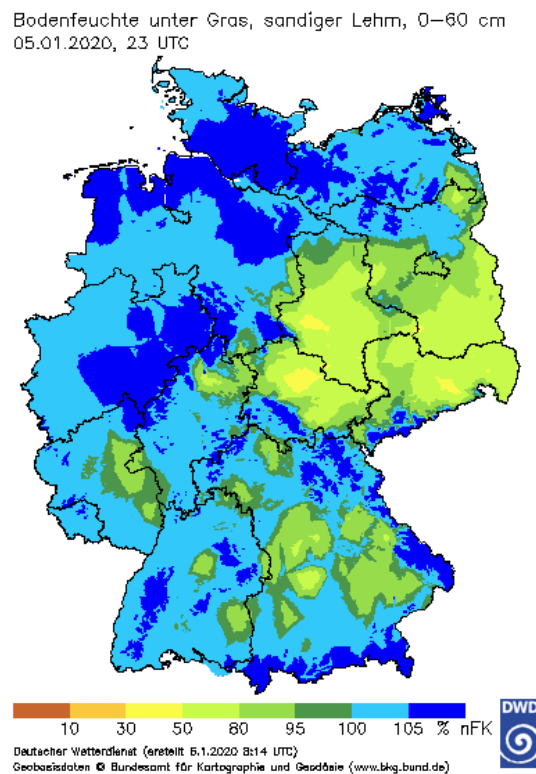 Bodenfeuchte unter Gras, sandiger Lehm, 0–60 cm
05.01.2020, 23 UTC
10 30 50 80 95 100 105 % nFK
DWD
Deutscher Wetterdienst (erstellt 6.1.2020 8:14 UTC)
Geobasisdaten © Bundesamt für Kartographie und Geodäsie (www.bkg.bund.de)